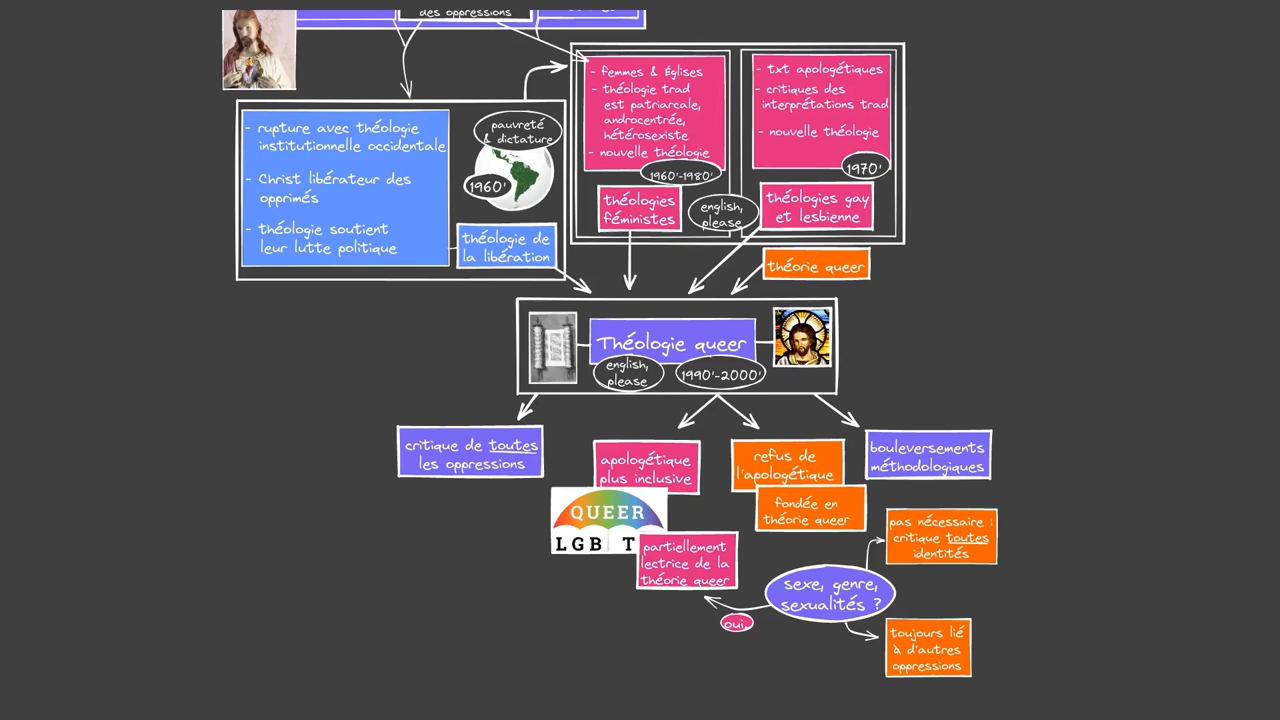 des oppressions
- rupture avec théologie
institutionnelle occidentale
- Christ libérateur des
opprimés
- théologie soutient
leur lutte politique
pauvreté
& dictature
1960'
théologie de
la libération
- femmes & Églises
- théologie trad
est patriarcale,
androcentrée,
hétérosexiste
- nouvelle théologie
1960'-1980'
théologies
féministes
english,
please
- txt apologétiques
- critiques des
interprétations trad
- nouvelle théologie
1970'
théologies gay
et lesbienne
théorie queer
Théologie queer
english,
please
1990'-2000'
critique de toutes
les oppressions
apologétique
plus inclusive
QUEER
LGB T
partiellement
lectrice de la
théorie queer
refus de
l'apologétique
fondée en
théorie queer
bouleversements
méthodologiques
pas nécessaire :
critique toutes
identités
sexe, genre,
sexualités ?
oui,
toujours lié
à d'autres
oppressions